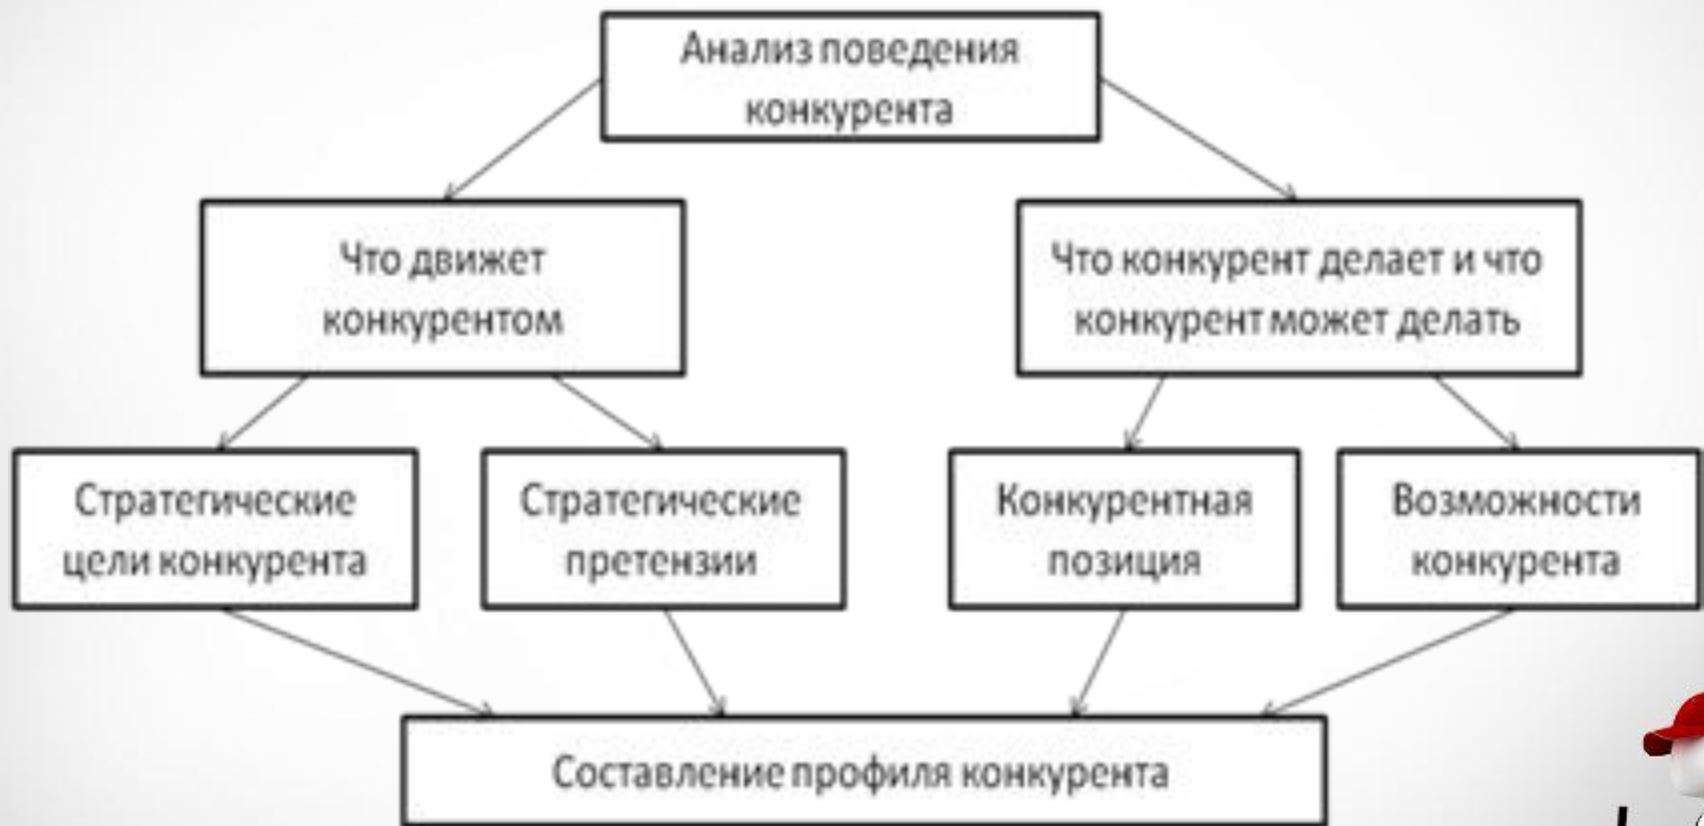 Анализ поведения
конкурента
Что движет
конкурентом
Что конкурент делает и что
конкурент может делать
Стратегические
цели конкурента
Стратегические
претензии
Конкурентная
позиция
Возможности
конкурента
Составление профиля конкурента